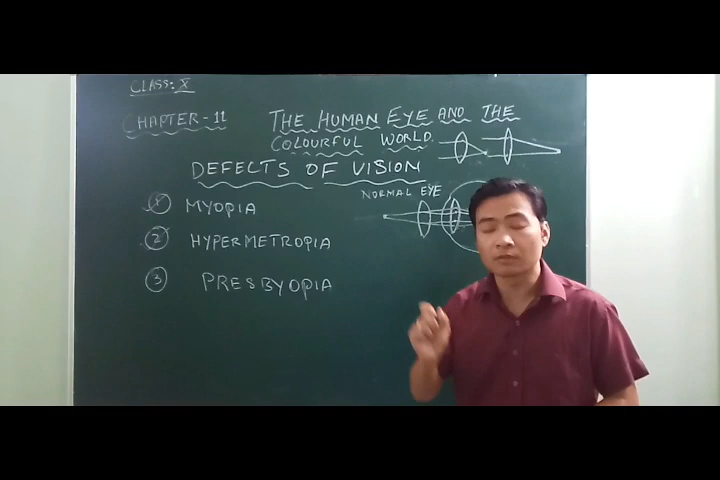 CLASS: X
CHAPTER - 11 THE HUMAN EYE AND THE
COLOURFUL WORLD
DEFECTS OF VISION
NORMAL EYE
① MYOPIA
② HYPERMETROPIA
③ PRESBYOPIA